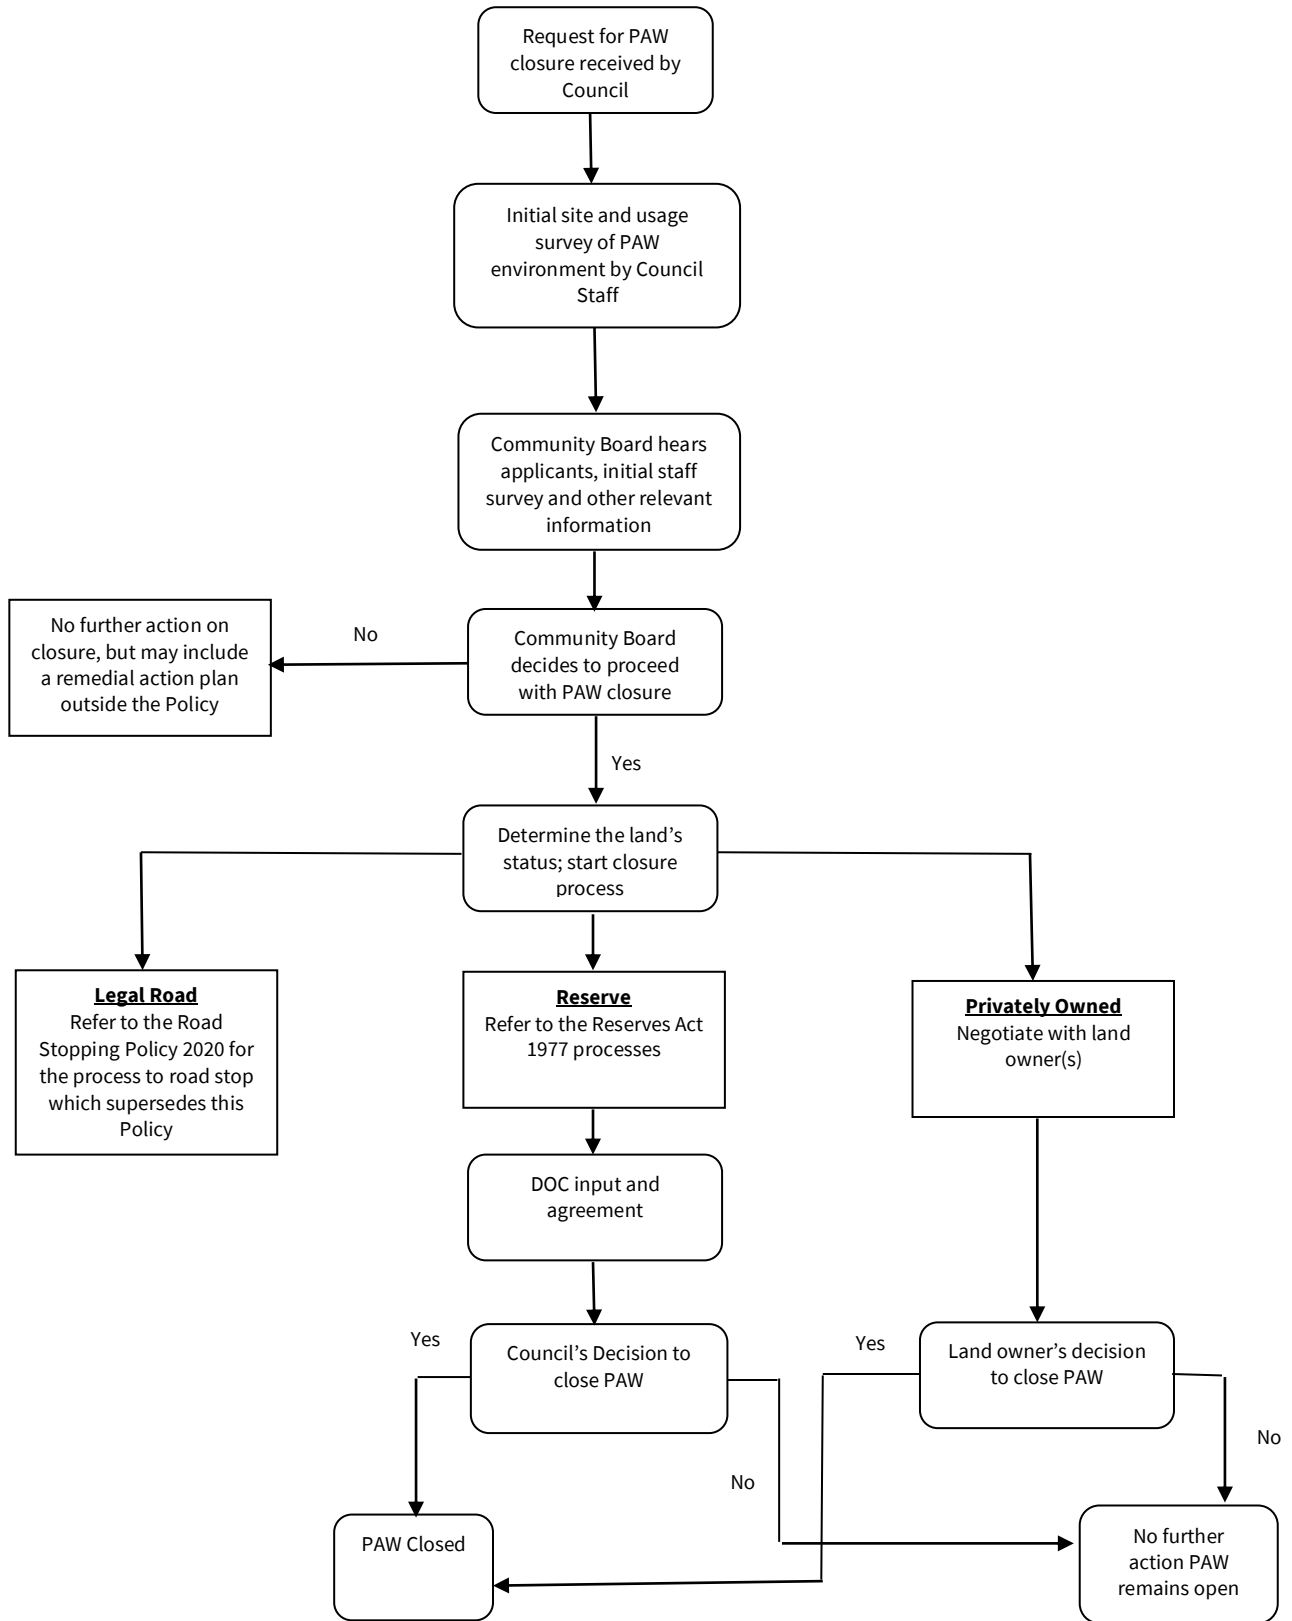 Request for PAW
closure received by
Council
Initial site and usage
survey of PAW
environment by Council
Staff
Community Board hears
applicants, initial staff
survey and other relevant
information
No further action on
closure, but may include
a remedial action plan
outside the Policy
No
Community Board
decides to proceed
with PAW closure
Yes
Determine the land's
status; start closure
process
Legal Road
Refer to the Road
Stopping Policy 2020 for
the process to road stop
which supersedes this
Policy
Reserve
Refer to the Reserves Act
1977 processes
Privately Owned
Negotiate with land
owner(s)
DOC input and
agreement
Yes
Council's Decision to
close PAW
No
Yes
Land owner's decision
to close PAW
No
PAW Closed
No further
action PAW
remains open